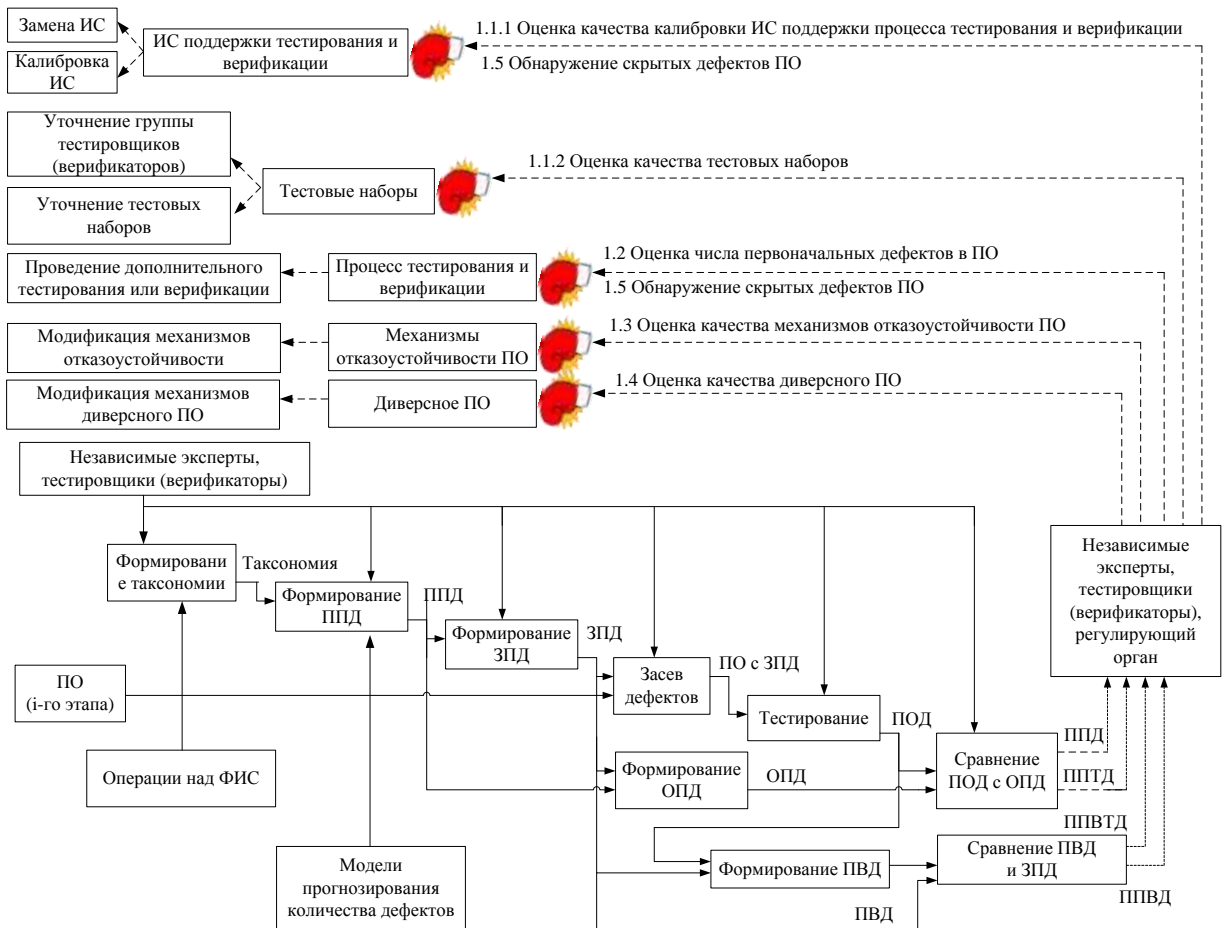 Замена ИС
Калибровка
ИС
ИС поддержки тестирования и
верификации
1.1.1 Оценка качества калибровки ИС поддержки процесса тестирования и верификации
1.5 Обнаружение скрытых дефектов ПО
Уточнение группы
тестировщиков
(верификаторов)
Уточнение тестовых
наборов
Тестовые наборы
1.1.2 Оценка качества тестовых наборов
Проведение дополнительного
тестирования или верификации
Процесс тестирования и
верификации
1.2 Оценка числа первоначальных дефектов в ПО
1.5 Обнаружение скрытых дефектов ПО
Модификация механизмов
отказоустойчивости
Механизмы
отказоустойчивости ПО
1.3 Оценка качества механизмов отказоустойчивости ПО
Модификация механизмов
диверсного ПО
Диверсное ПО
1.4 Оценка качества диверсного ПО
Независимые эксперты,
тестировщики (верификаторы)
Формировани
е таксономии
Таксономия
Формирование
ППД
ППД
Формирование
ЗПД
ЗПД
Засев
дефектов
ПО с ЗПД
Тестирование
ПОД
Независимые
эксперты,
тестировщики
(верификаторы),
регулирующий
орган
ПО
(i-го этапа)
Операции над ФИС
Формирование
ОПД
ОПД
Сравнение
ПОД с ОПД
ППД
ППТД
Модели
прогнозирования
количества дефектов
Формирование ПВД
ПВД
Сравнение ПВД
и ЗПД
ППВТД
ППВД